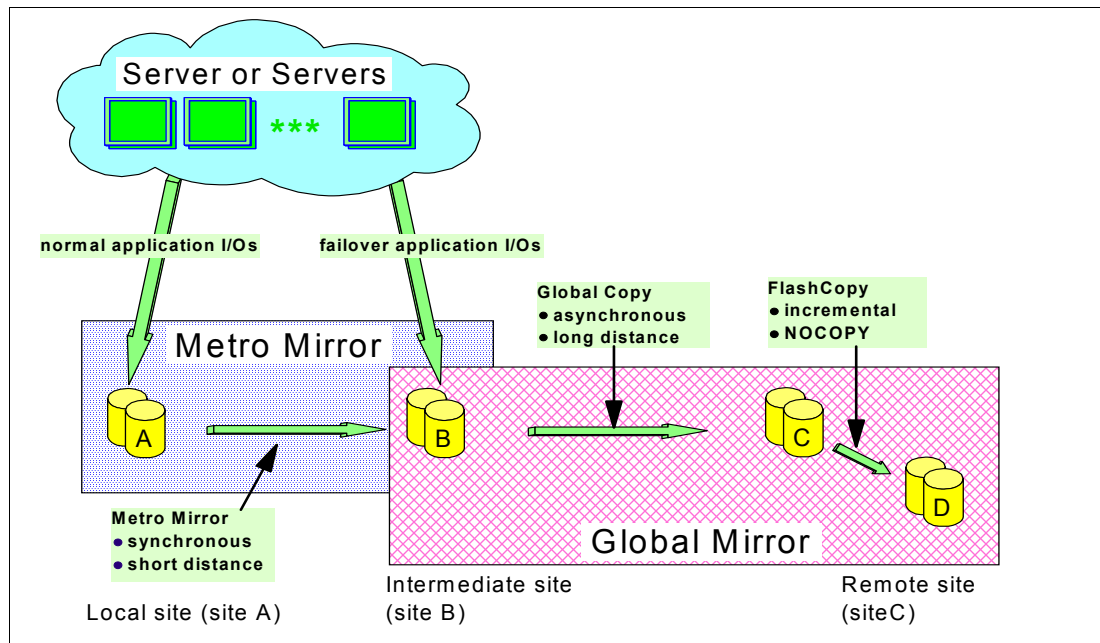 Server or Servers
***
normal application I/Os
failover application I/Os
Global Copy
● asynchronous
● long distance
FlashCopy
● incremental
● NOCOPY
Metro Mirror
A
B
C
D
Metro Mirror
● synchronous
● short distance
Global Mirror
Local site (site A)
Intermediate site
(site B)
Remote site
(siteC)